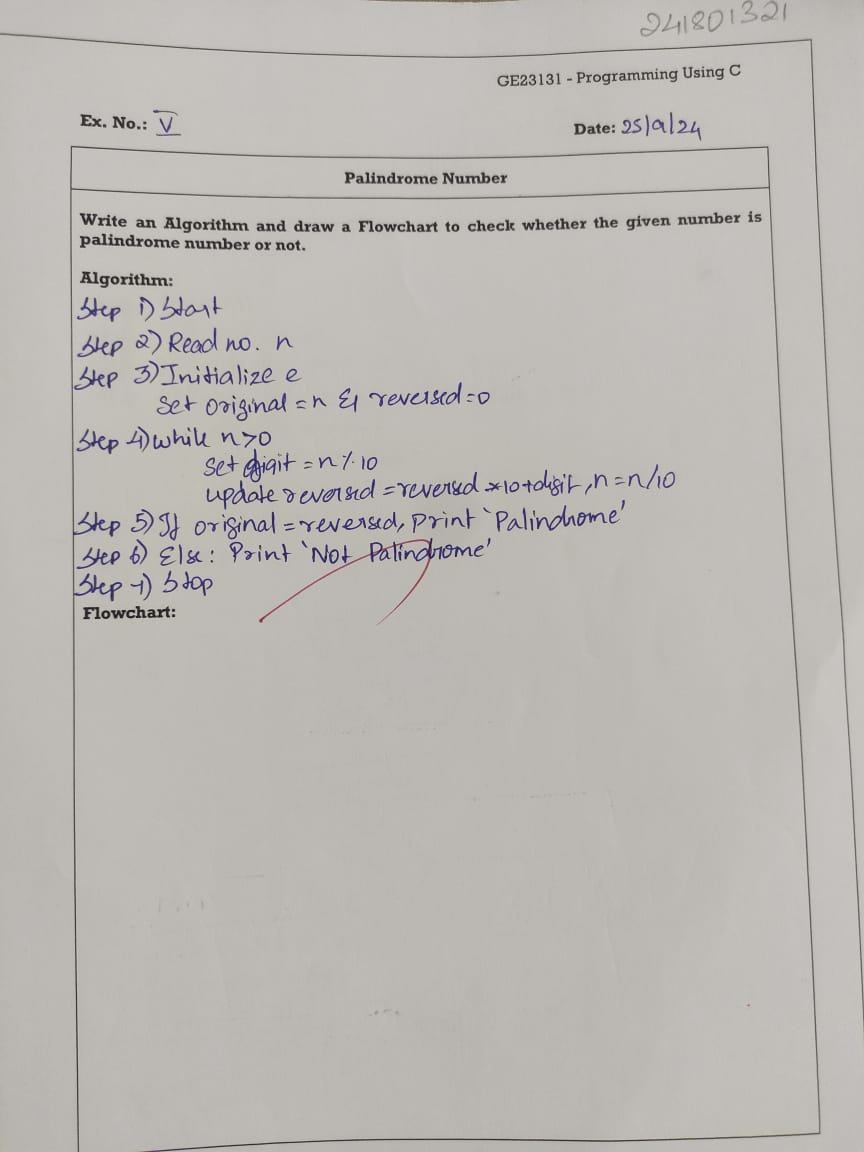 241801321
GE23131 - Programming Using C
Ex. No.: V
Date: 25/9/24
Palindrome Number
Write an Algorithm and draw a Flowchart to check whether the given number is
palindrome number or not.
Algorithm:
Step 1) Start
Step 2) Read no. n
Step 3) Initialize e
Set original = n & reversed = 0
Step 4) while n>0
Set digit = n % 10
update reversed = reversed * 10 + digit, n = n/10
Step 5) If original = reversed, Print 'Palindrome'
Step 6) Else: Print 'Not Palindrome'
Step 7) Stop
Flowchart: